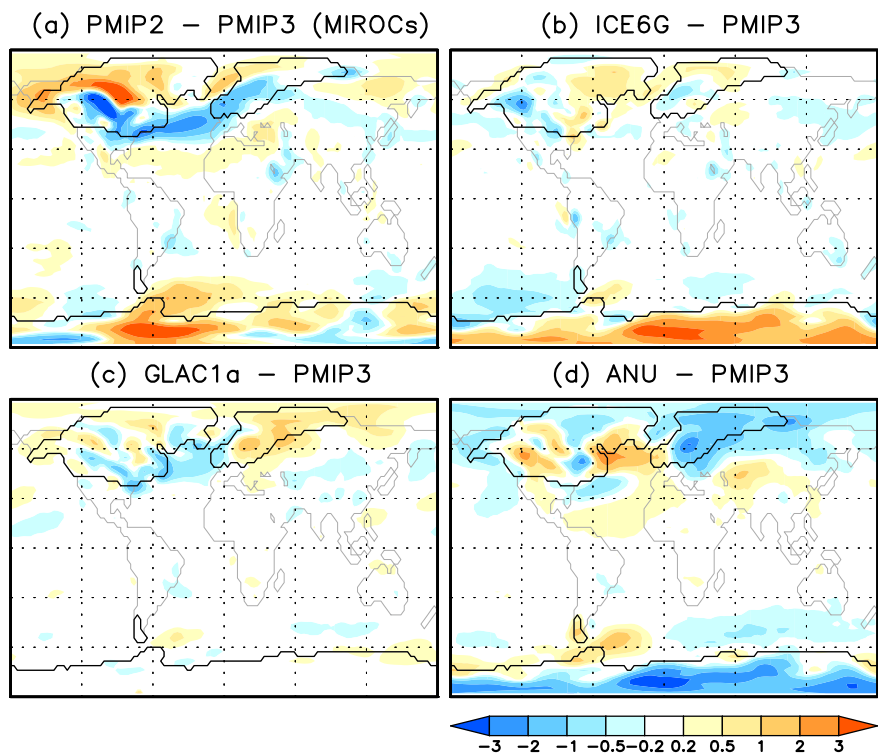 (a) PMIP2 - PMIP3 (MIROCs)
(b) ICE6G - PMIP3
(c) GLAC1a - PMIP3
(d) ANU - PMIP3
-3 -2 -1 -0.5 -0.2 0.2 0.5 1 2 3